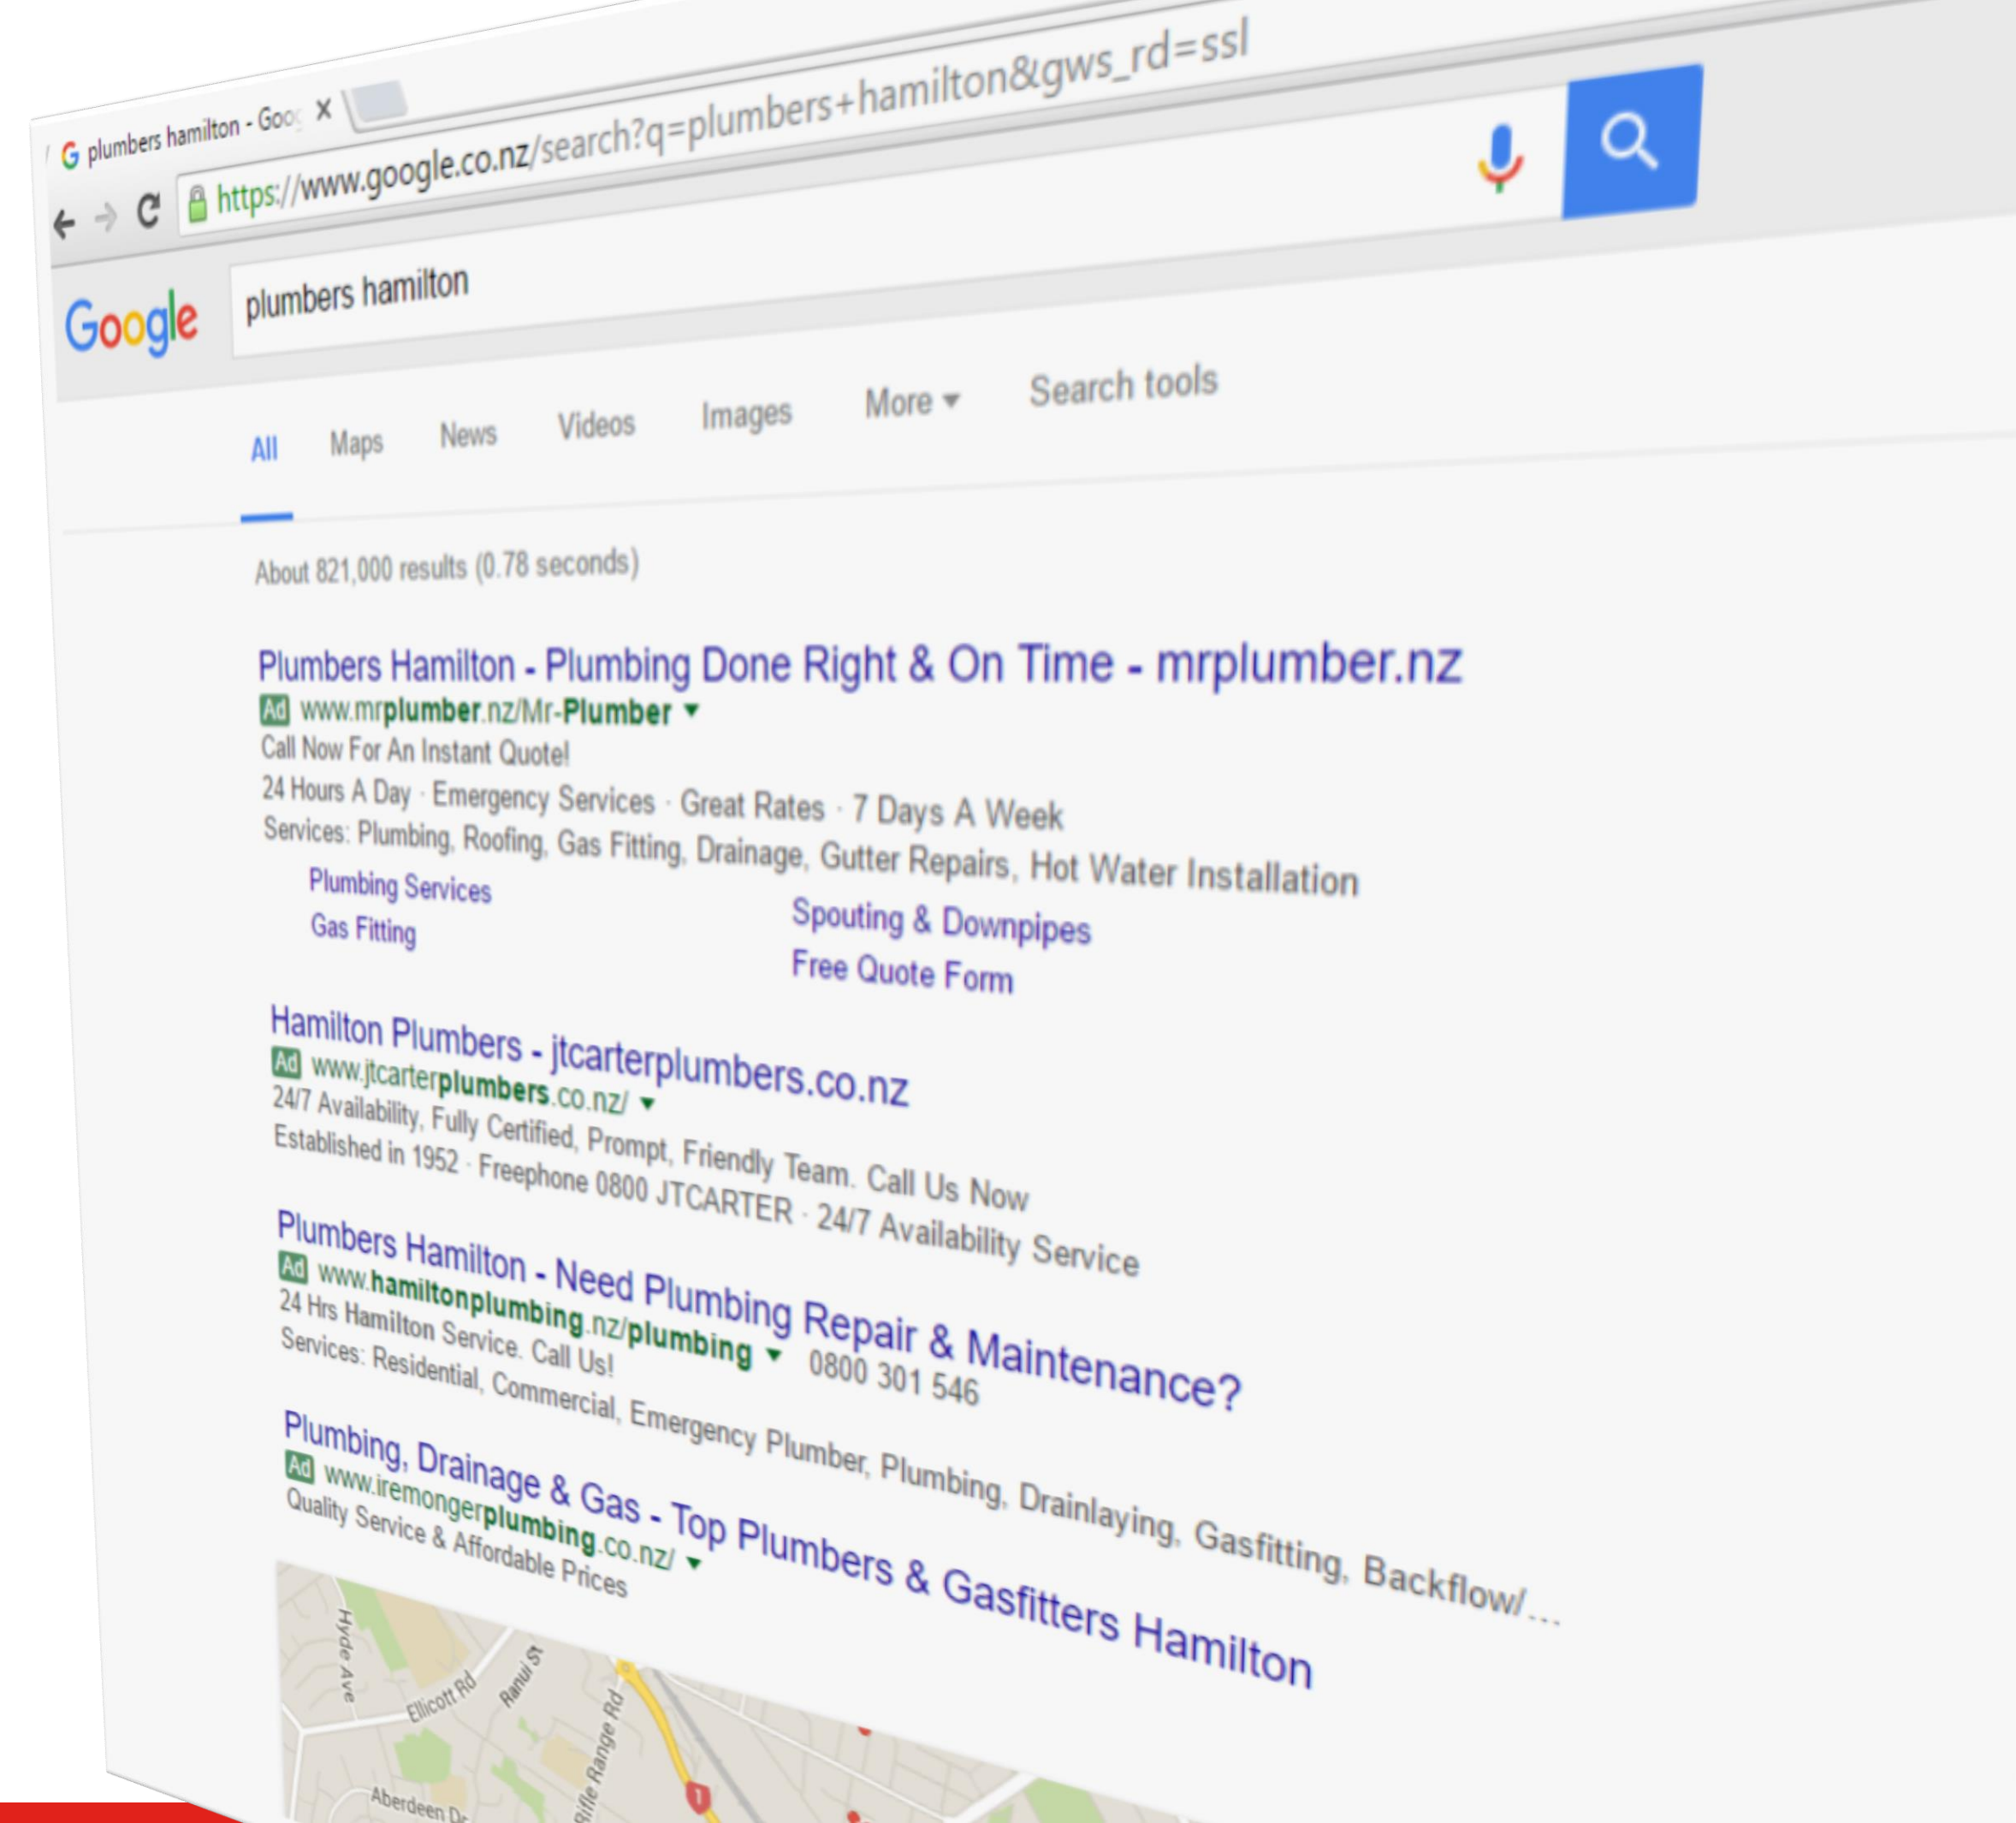 plumbers hamilton - Goog
https://www.google.co.nz/search?q=plumbers+hamilton&gws_rd=ssl
Google
plumbers hamilton
All Maps News Videos Images More Search tools
About 821,000 results (0.78 seconds)
Plumbers Hamilton - Plumbing Done Right & On Time - mrplumber.nz
Ad www.mrplumber.nz/Mr-Plumber
Call Now For An Instant Quote!
24 Hours A Day · Emergency Services · Great Rates · 7 Days A Week
Services: Plumbing, Roofing, Gas Fitting, Drainage, Gutter Repairs, Hot Water Installation
Plumbing Services Spouting & Downpipes
Gas Fitting Free Quote Form
Hamilton Plumbers - jtcarterplumbers.co.nz
Ad www.jtcarterplumbers.co.nz/
24/7 Availability, Fully Certified, Prompt, Friendly Team. Call Us Now
Established in 1952 · Freephone 0800 JTCARTER · 24/7 Availability Service
Plumbers Hamilton - Need Plumbing Repair & Maintenance?
Ad www.hamiltonplumbing.nz/plumbing 0800 301 546
24 Hrs Hamilton Service. Call Us!
Services: Residential, Commercial, Emergency Plumber, Plumbing, Drainlaying, Gasfitting, Backflow/...
Plumbing, Drainage & Gas - Top Plumbers & Gasfitters Hamilton
Ad www.iremongerplumbing.co.nz/
Quality Service & Affordable Prices
Hyde Ave
Ellicott Rd
Ranui St
Rifle Range Rd
1
Aberdeen Dr